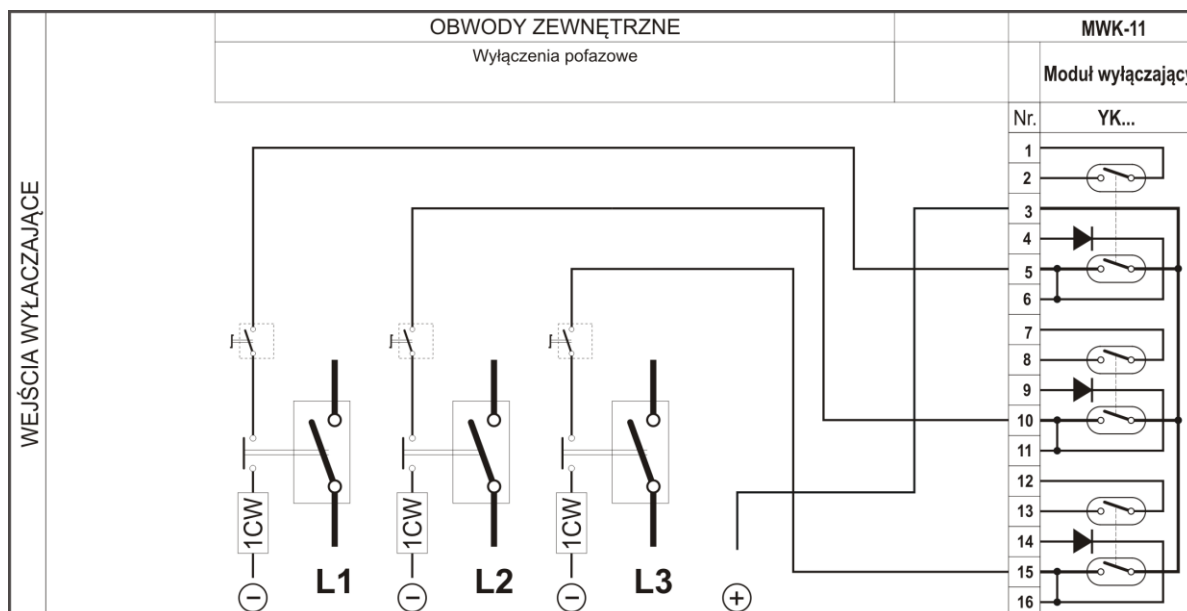 OBWODY ZEWNĘTRZNE
MWK-11
Wyłączenia pofazowe
Moduł wyłączający
Nr.
YK...
WEJŚCIA WYŁACZAJĄCE
1
2
3
4
5
6
7
8
9
10
11
12
13
14
15
16
1CW
1CW
1CW
L1
L2
L3